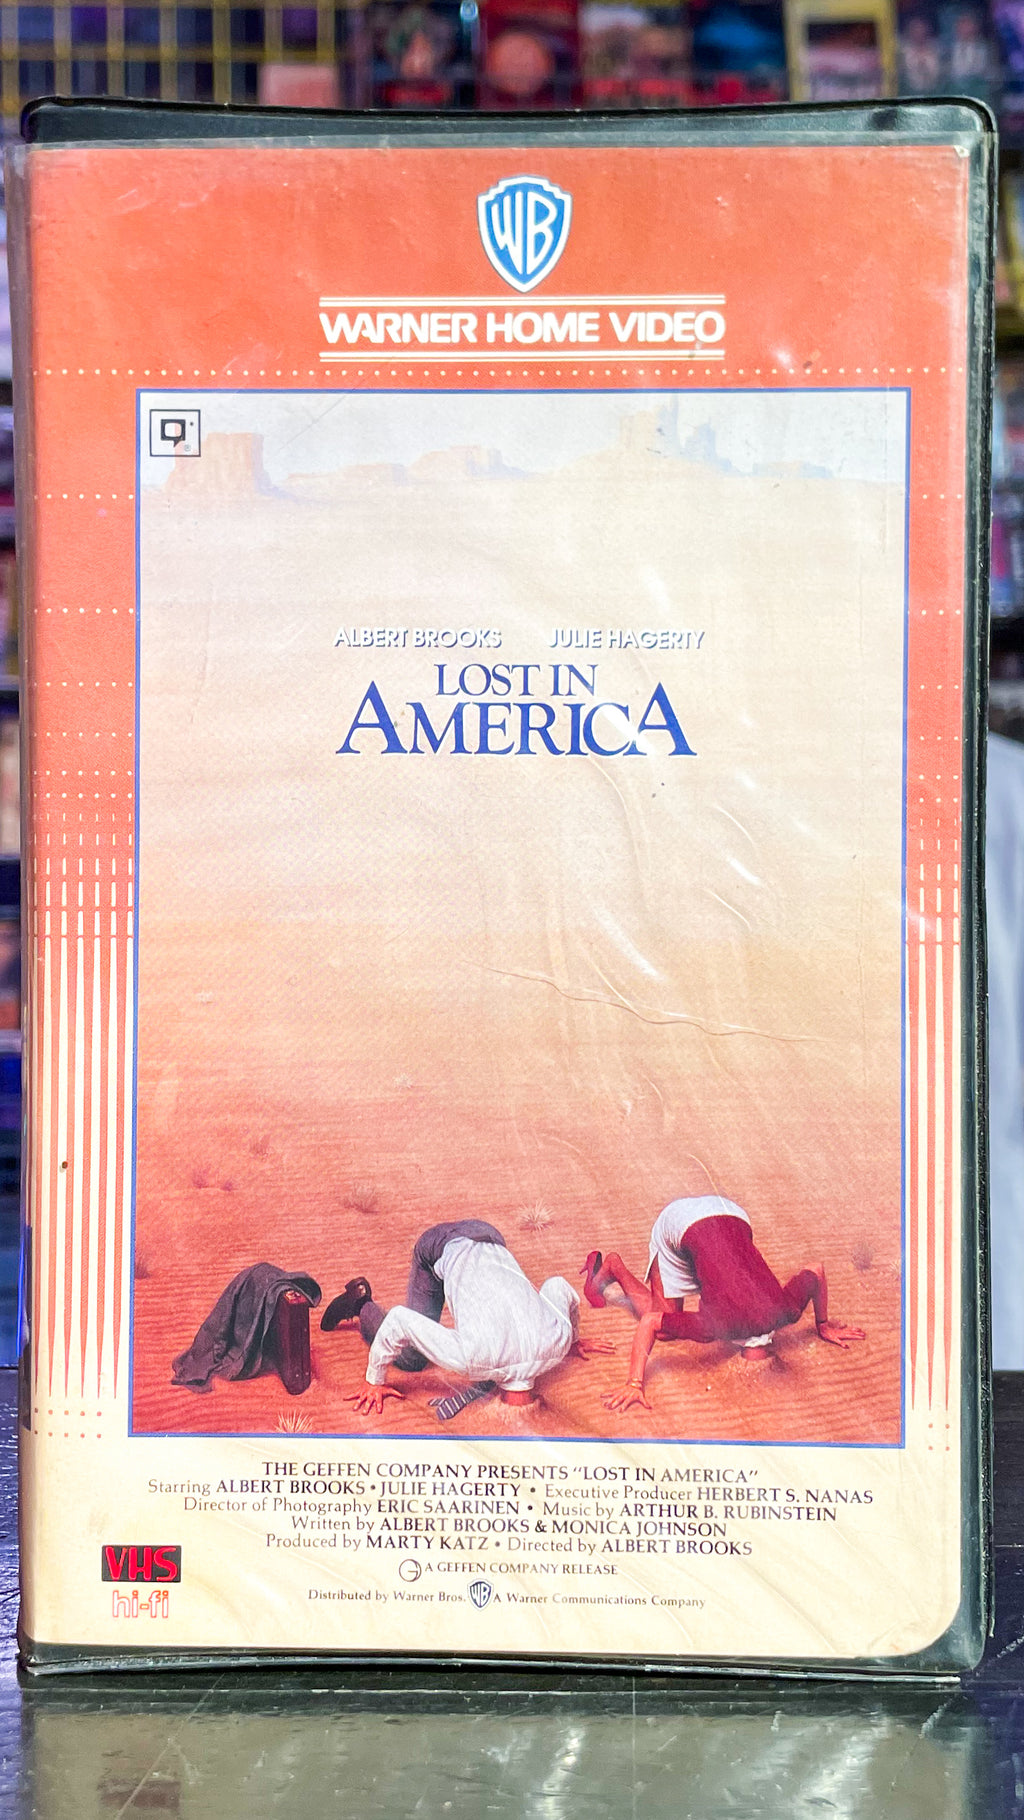 WB
WARNER HOME VIDEO
ALBERT BROOKS JULIE HAGERTY
LOST IN
AMERICA
THE GEFFEN COMPANY PRESENTS "LOST IN AMERICA"
Starring ALBERT BROOKS • JULIE HAGERTY • Executive Producer HERBERT S. NANAS
Director of Photography ERIC SAARINEN • Music by ARTHUR B. RUBINSTEIN
Written by ALBERT BROOKS & MONICA JOHNSON
Produced by MARTY KATZ • Directed by ALBERT BROOKS
A GEFFEN COMPANY RELEASE
Distributed by Warner Bros. WB A Warner Communications Company
VHS
hi-fi